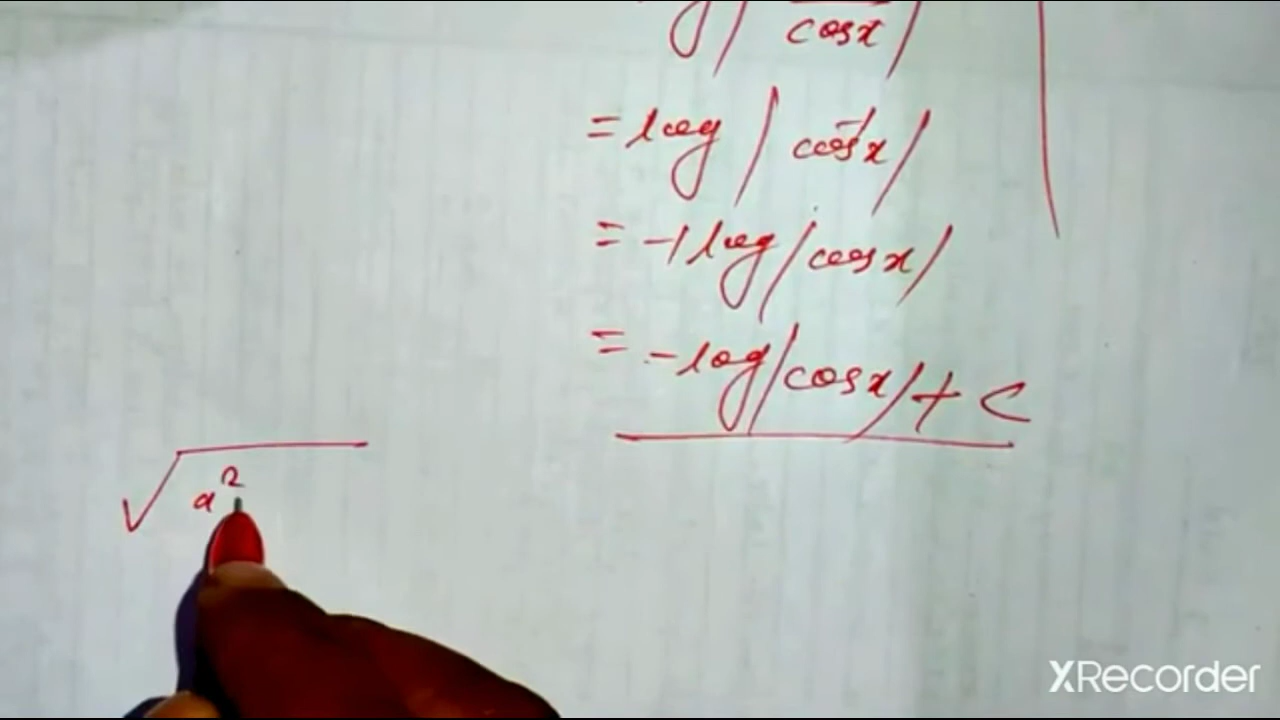 g| cosx |
= log | cos⁻¹x |
= -1 log |cosx|
= -log |cosx| + C
√a²
XRecorder